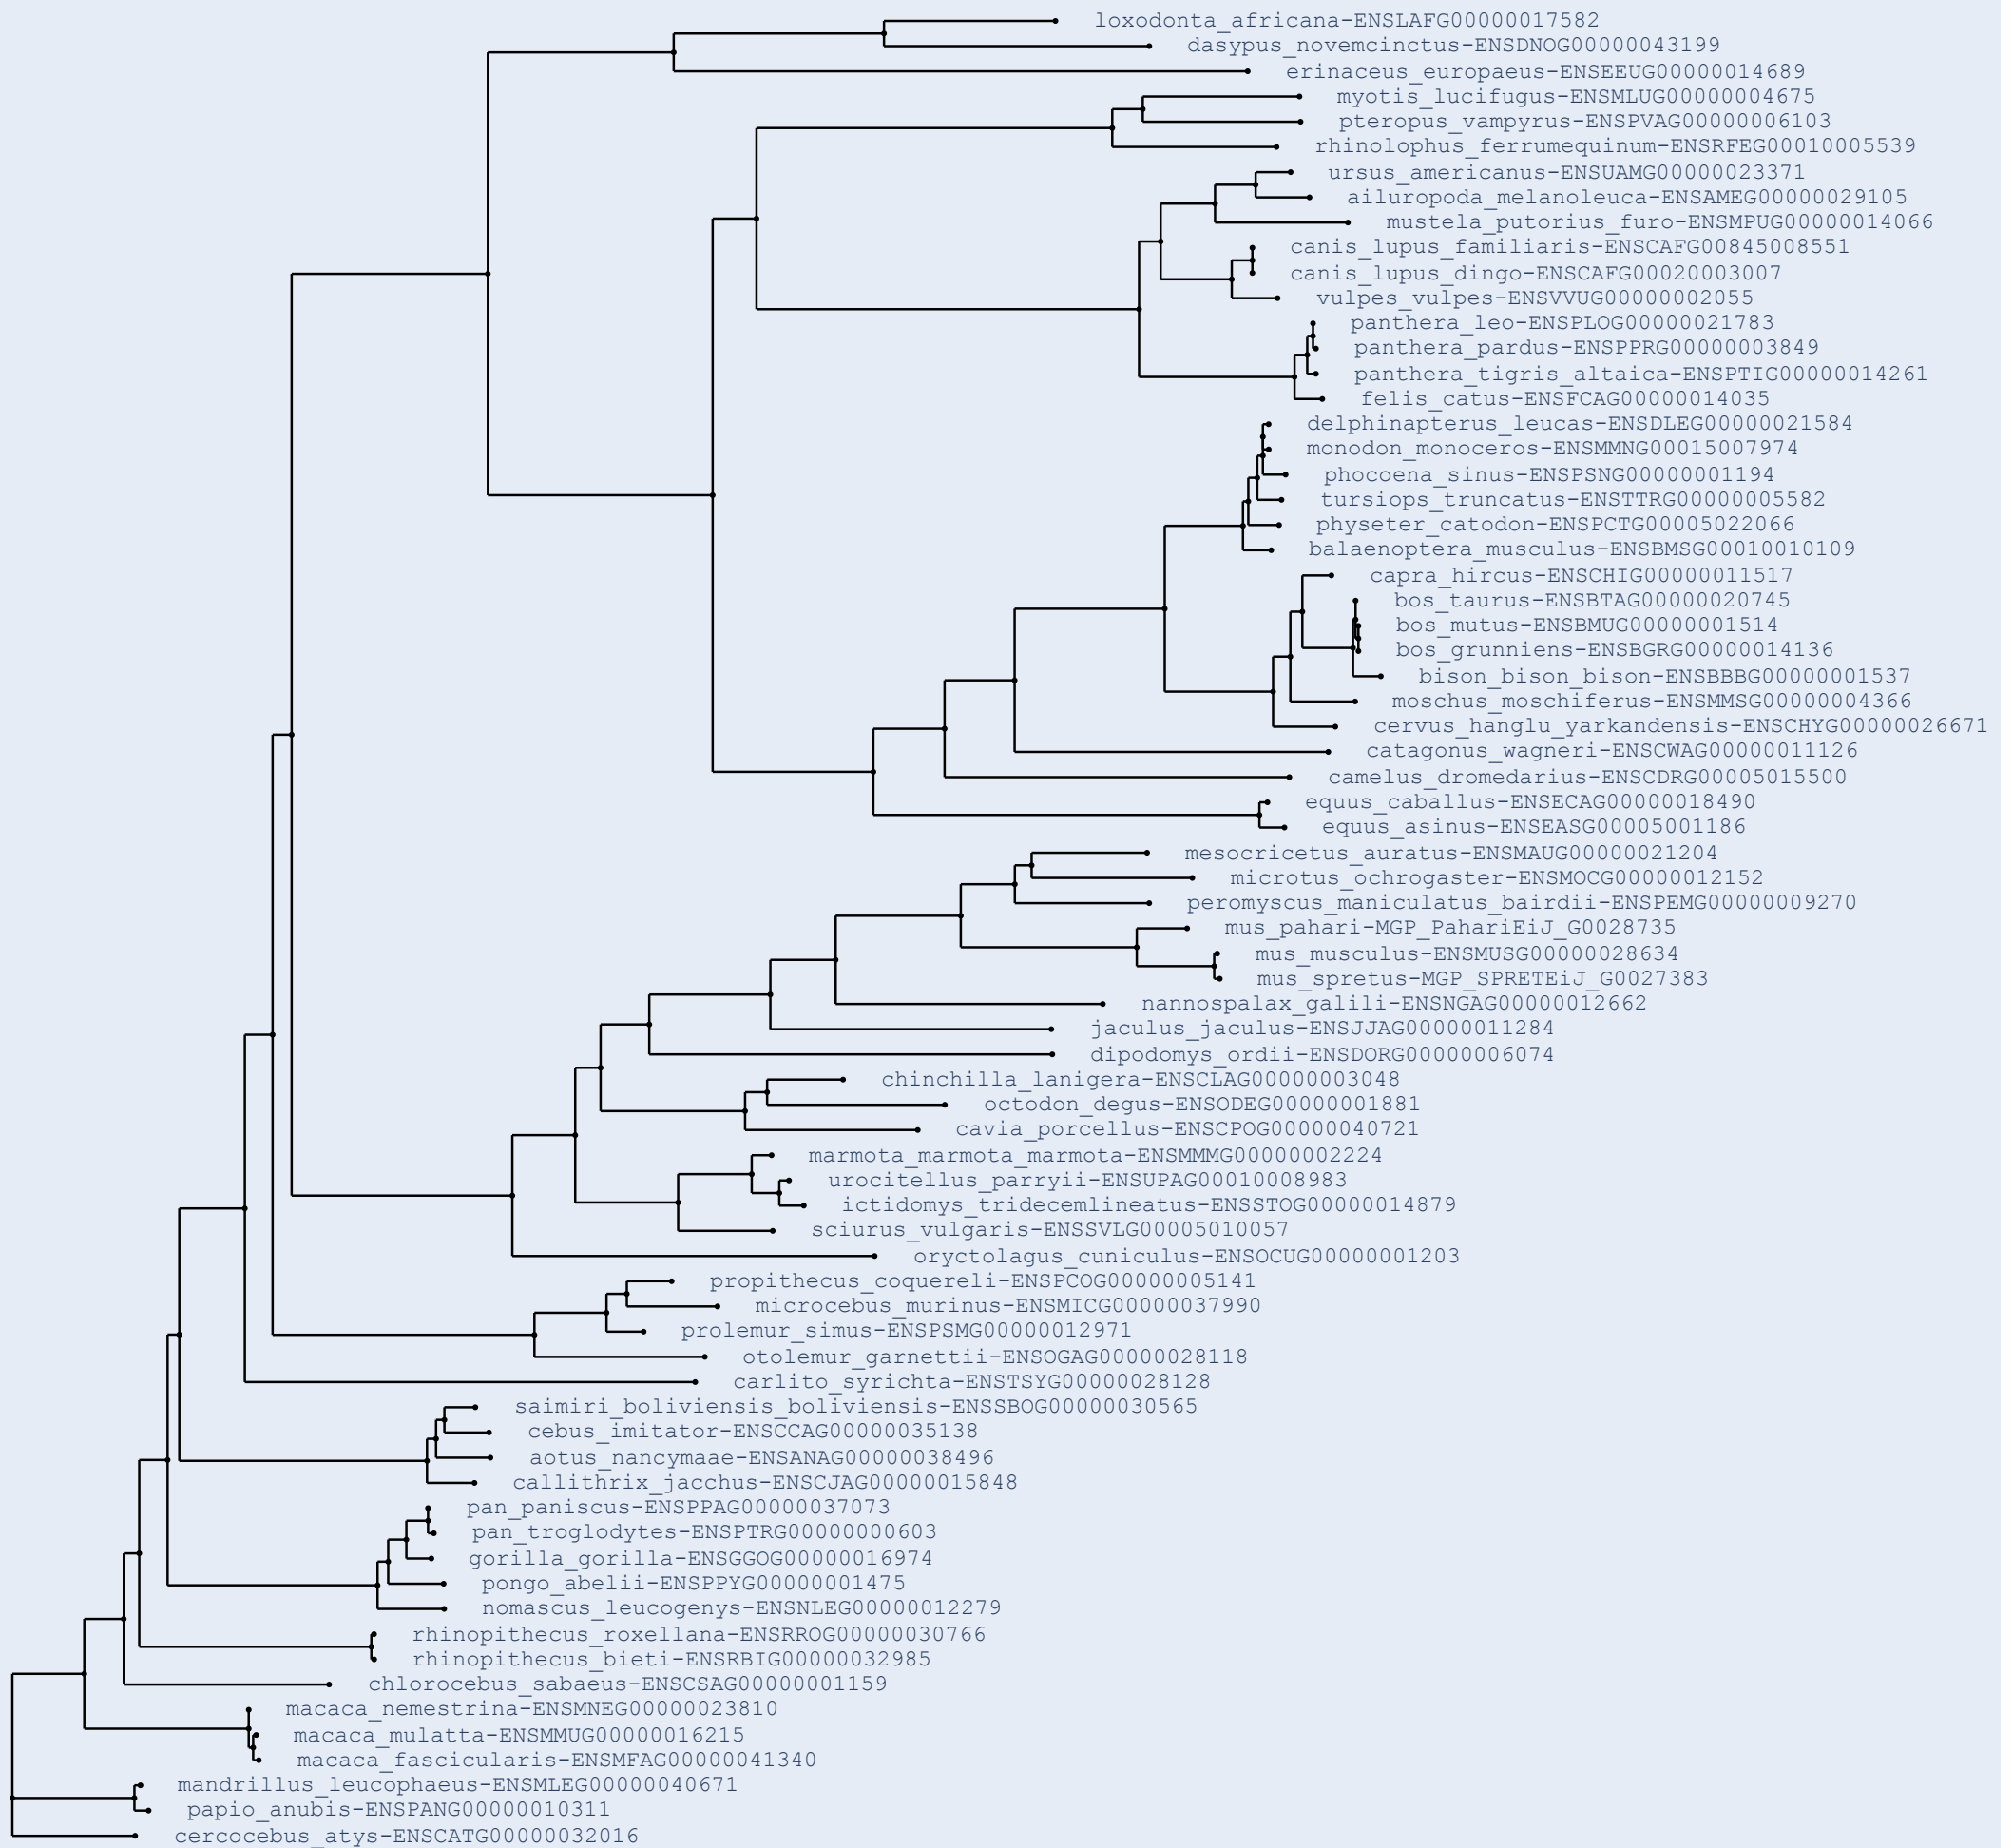 loxodonta_africana-ENSLAFG00000017582
dasypus_novemcinctus-ENSDNOG00000043199
erinaceus_europaeus-ENSEEUG00000014689
myotis_lucifugus-ENSMLUG00000004675
pteropus_vampyrus-ENSPVAG00000006103
rhinolophus_ferrumequinum-ENSRFEG00010005539
ursus_americanus-ENSUAMG00000023371
ailuropoda_melanoleuca-ENSAMEG00000029105
mustela_putorius_furo-ENSMPUG00000014066
canis_lupus_familiaris-ENSCAFG00845008551
canis_lupus_dingo-ENSCAFG00020003007
vulpes_vulpes-ENSVVUG00000002055
panthera_leo-ENSPLOG00000021783
panthera_pardus-ENSPPRG00000003849
panthera_tigris_altaica-ENSPTIG00000014261
felis_catus-ENSFCAG00000014035
delphinapterus_leucas-ENSDLEG00000021584
monodon_monoceros-ENSMMNG00015007974
phocoena_sinus-ENSPSNG00000001194
tursiops_truncatus-ENSTTRG00000005582
physeter_catodon-ENSPCTG00005022066
balaenoptera_musculus-ENSBMSG00010010109
capra_hircus-ENSCHIG00000011517
bos_taurus-ENSBTAG00000020745
bos_mutus-ENSBMUG00000001514
bos_grunniens-ENSBGRG00000014136
bison_bison_bison-ENSBBBG00000001537
moschus_moschiferus-ENSMMSG00000004366
cervus_hanglu_yarkandensis-ENSCHYG00000026671
catagonus_wagneri-ENSCWAG00000011126
camelus_dromedarius-ENSCDRG00005015500
equus_caballus-ENSECAG00000018490
equus_asinus-ENSEASG00005001186
mesocricetus_auratus-ENSMAUG00000021204
microtus_ochrogaster-ENSMOCG00000012152
peromyscus_maniculatus_bairdii-ENSPEMG00000009270
mus_pahari-MGP_PahariEiJ_G0028735
mus_musculus-ENSMUSG00000028634
mus_spretus-MGP_SPRETEiJ_G0027383
nannospalax_galili-ENSNGAG00000012662
jaculus_jaculus-ENSJJAG00000011284
dipodomys_ordii-ENSDORG00000006074
chinchilla_lanigera-ENSCLAG00000003048
octodon_degus-ENSODEG00000001881
cavia_porcellus-ENSCPOG00000040721
marmota_marmota_marmota-ENSMMMG00000002224
urocitellus_parryii-ENSUPAG00010008983
ictidomys_tridecemlineatus-ENSSTOG00000014879
sciurus_vulgaris-ENSSVLG00005010057
oryctolagus_cuniculus-ENSOCUG00000001203
propithecus_coquereli-ENSPCOG00000005141
microcebus_murinus-ENSMICG00000037990
prolemur_simus-ENSPSMG00000012971
otolemur_garnettii-ENSOGAG00000028118
carlito_syrichta-ENSTSYG00000028128
saimiri_boliviensis_boliviensis-ENSSBOG00000030565
cebus_imitator-ENSCCAG00000035138
aotus_nancymaae-ENSANAG00000038496
callithrix_jacchus-ENSCJAG00000015848
pan_paniscus-ENSPPAG00000037073
pan_troglodytes-ENSPTRG00000000603
gorilla_gorilla-ENSGGOG00000016974
pongo_abelii-ENSPPYG00000001475
nomascus_leucogenys-ENSNLEG00000012279
rhinopithecus_roxellana-ENSRROG00000030766
rhinopithecus_bieti-ENSRBIG00000032985
chlorocebus_sabaeus-ENSCSAG00000001159
macaca_nemestrina-ENSMNEG00000023810
macaca_mulatta-ENSMMUG00000016215
macaca_fascicularis-ENSMFAG00000041340
mandrillus_leucophaeus-ENSMLEG00000040671
papio_anubis-ENSPANG00000010311
cercocebus_atys-ENSCATG00000032016